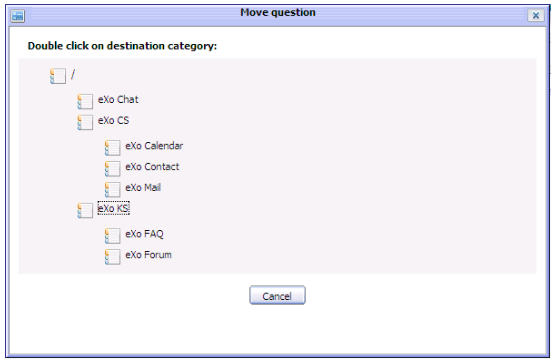 Move question
Double click on destination category:
/
eXo Chat
eXo CS
eXo Calendar
eXo Contact
eXo Mail
eXo KS
eXo FAQ
eXo Forum
Cancel